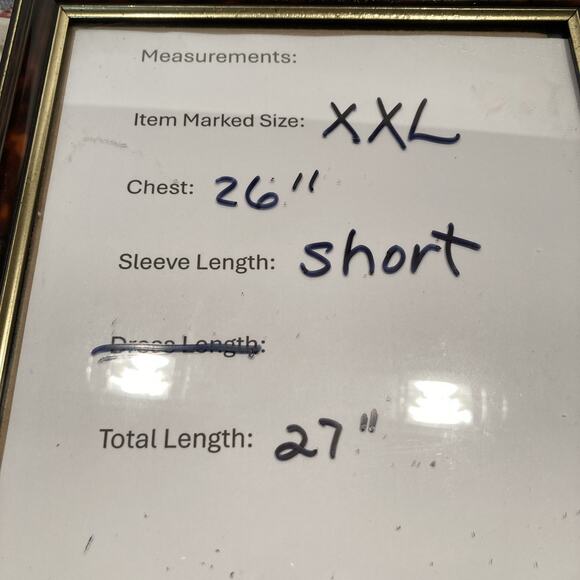 Measurements:
Item Marked Size: XXL
Chest: 26"
Sleeve Length: short
Dress Length:
Total Length: 27"